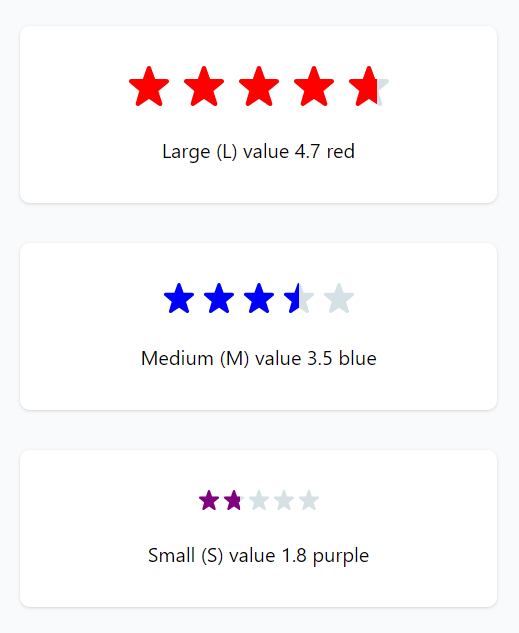 Large (L) value 4.7 red
Medium (M) value 3.5 blue
Small (S) value 1.8 purple